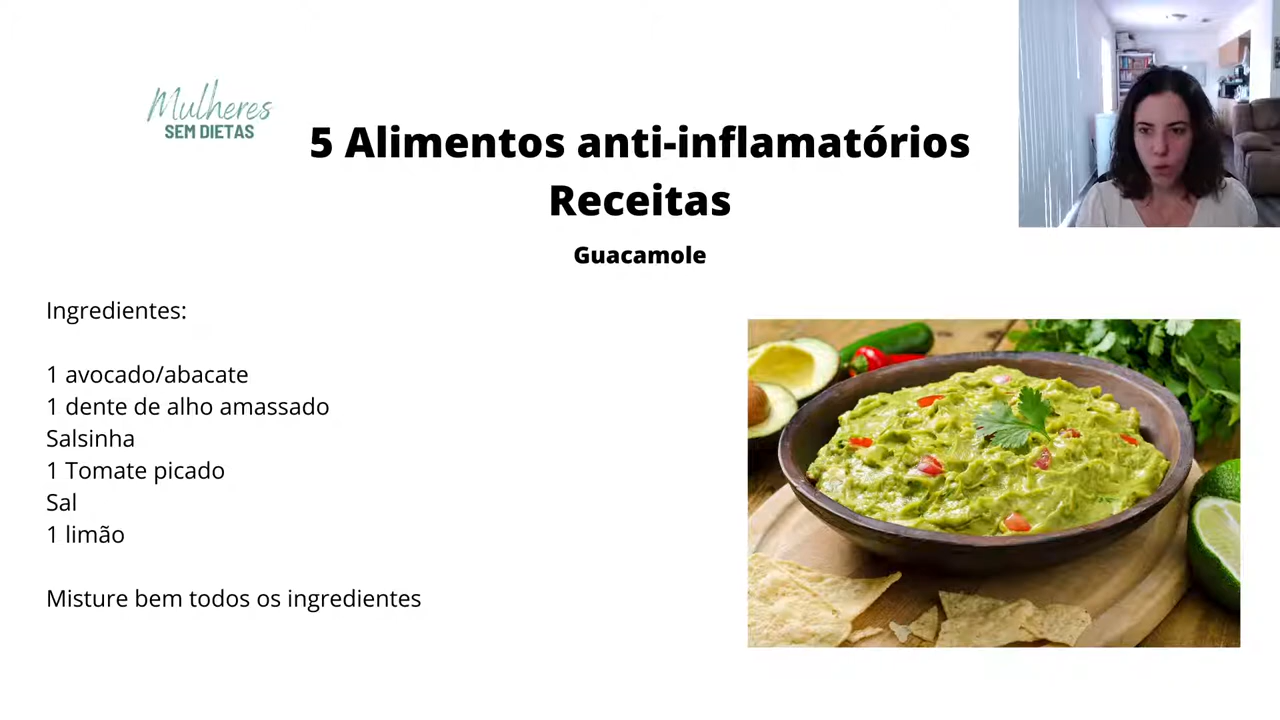 Mulheres
SEM DIETAS
5 Alimentos anti-inflamatórios
Receitas
Guacamole
Ingredientes:
1 avocado/abacate
1 dente de alho amassado
Salsinha
1 Tomate picado
Sal
1 limão
Misture bem todos os ingredientes